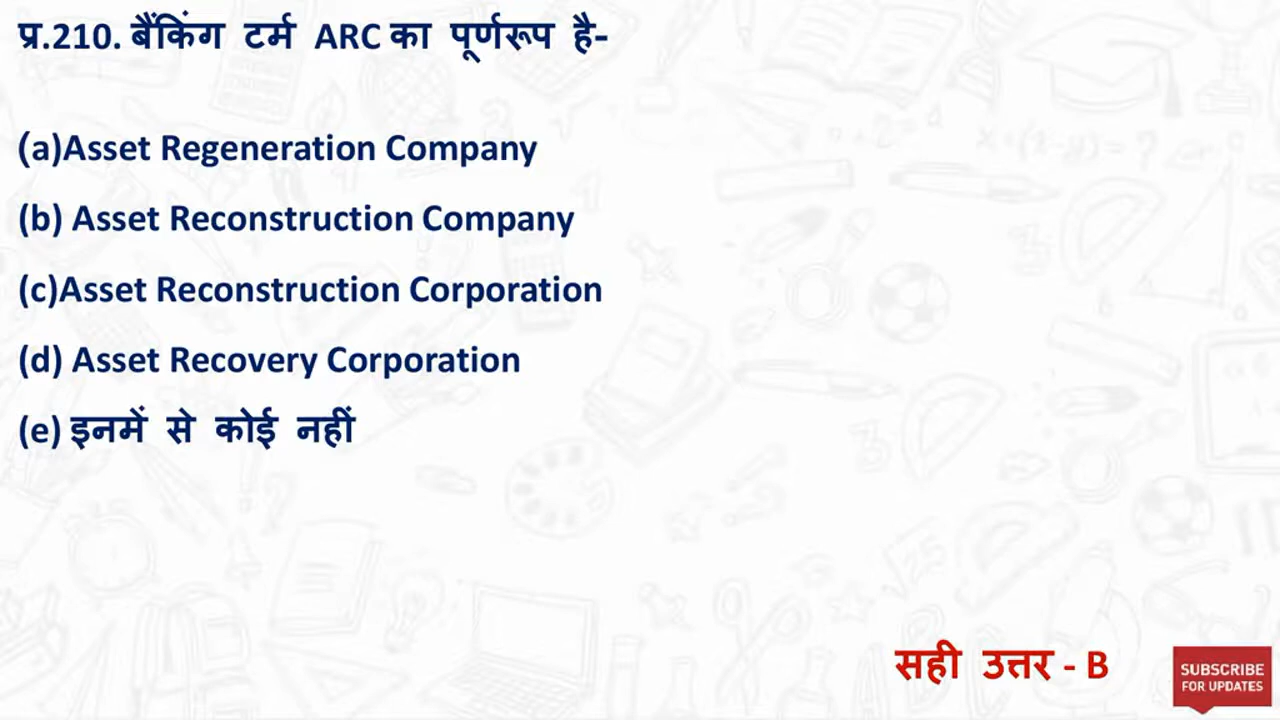 प्र.210. बैंकिंग टर्म ARC का पूर्णरूप है-
(a)Asset Regeneration Company
(b) Asset Reconstruction Company
(c)Asset Reconstruction Corporation
(d) Asset Recovery Corporation
(e) इनमें से कोई नहीं
सही उत्तर - B
SUBSCRIBE
FOR UPDATES